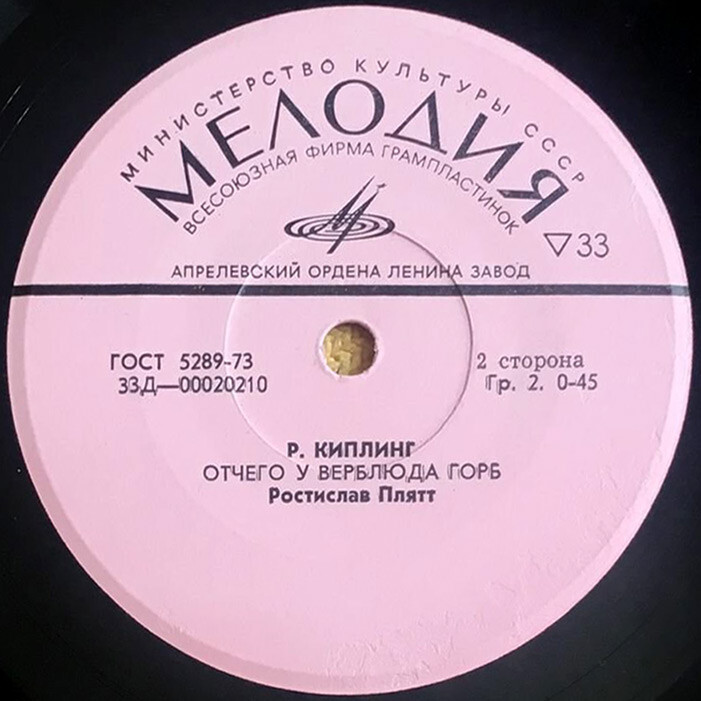 МИНИСТЕРСТВО КУЛЬТУРЫ СССР
МЕЛОДИЯ
ВСЕСОЮЗНАЯ ФИРМА ГРАМПЛАСТИНОК
▽33
АПРЕЛЕВСКИЙ ОРДЕНА ЛЕНИНА ЗАВОД
ГОСТ 5289-73
33Д—00020210
2 сторона
Гр. 2. 0-45
Р. КИПЛИНГ
ОТЧЕГО У ВЕРБЛЮДА ГОРБ
Ростислав Плятт